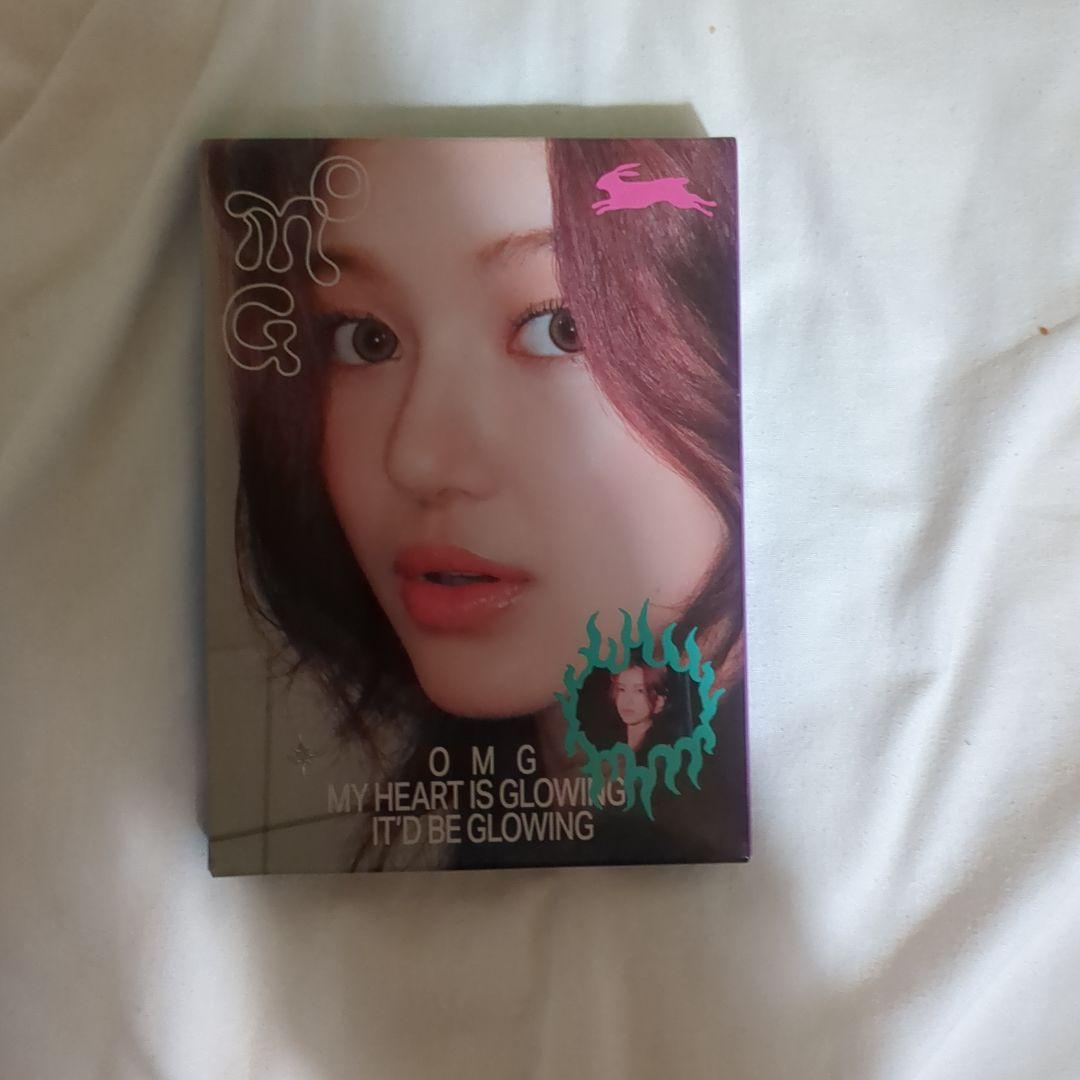 OMG
O M G
MY HEART IS GLOWING
IT'D BE GLOWING